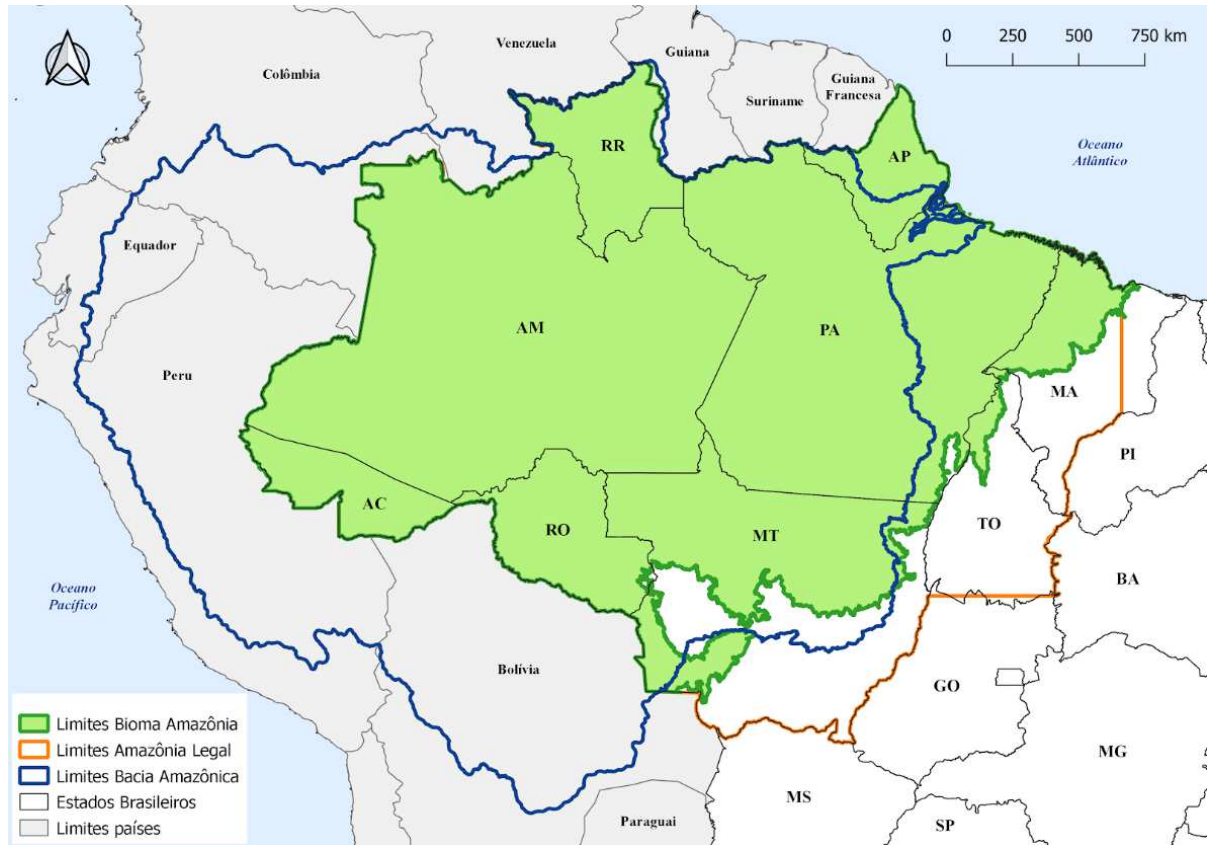 0 250 500 750 km
Venezuela
Guiana
Colômbia
Suriname
Guiana
Francesa
RR
AP
Oceano
Atlântico
Equador
AM
PA
Peru
MA
PI
AC
RO
MT
TO
BA
Oceano
Pacífico
Bolívia
GO
MG
MS
Paraguai
SP
Limites Bioma Amazônia
Limites Amazônia Legal
Limites Bacia Amazônica
Estados Brasileiros
Limites países